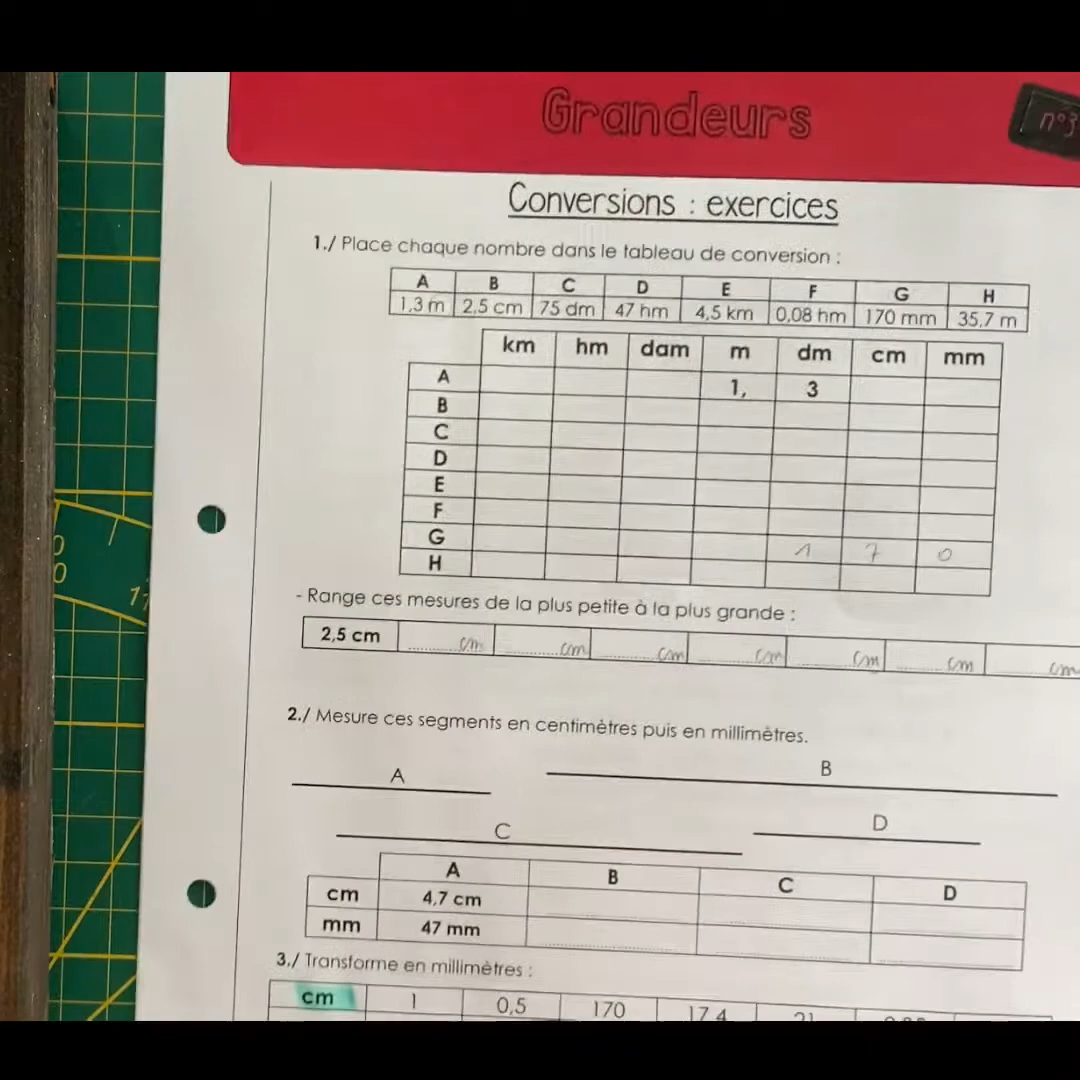 Grandeurs
n°3
Conversions : exercices
1./ Place chaque nombre dans le tableau de conversion :
A B C D E F G H
1,3 m 2,5 cm 75 dm 47 hm 4,5 km 0,08 hm 170 mm 35,7 m
km hm dam m dm cm mm
A 1, 3
B
C
D
E
F
G 1 7 0
H
- Range ces mesures de la plus petite à la plus grande :
2,5 cm cm cm cm cm cm cm cm
2./ Mesure ces segments en centimètres puis en millimètres.
A B
C D
A B C D
cm 4,7 cm
mm 47 mm
3./ Transforme en millimètres :
cm 1 0,5 170 17,4 21